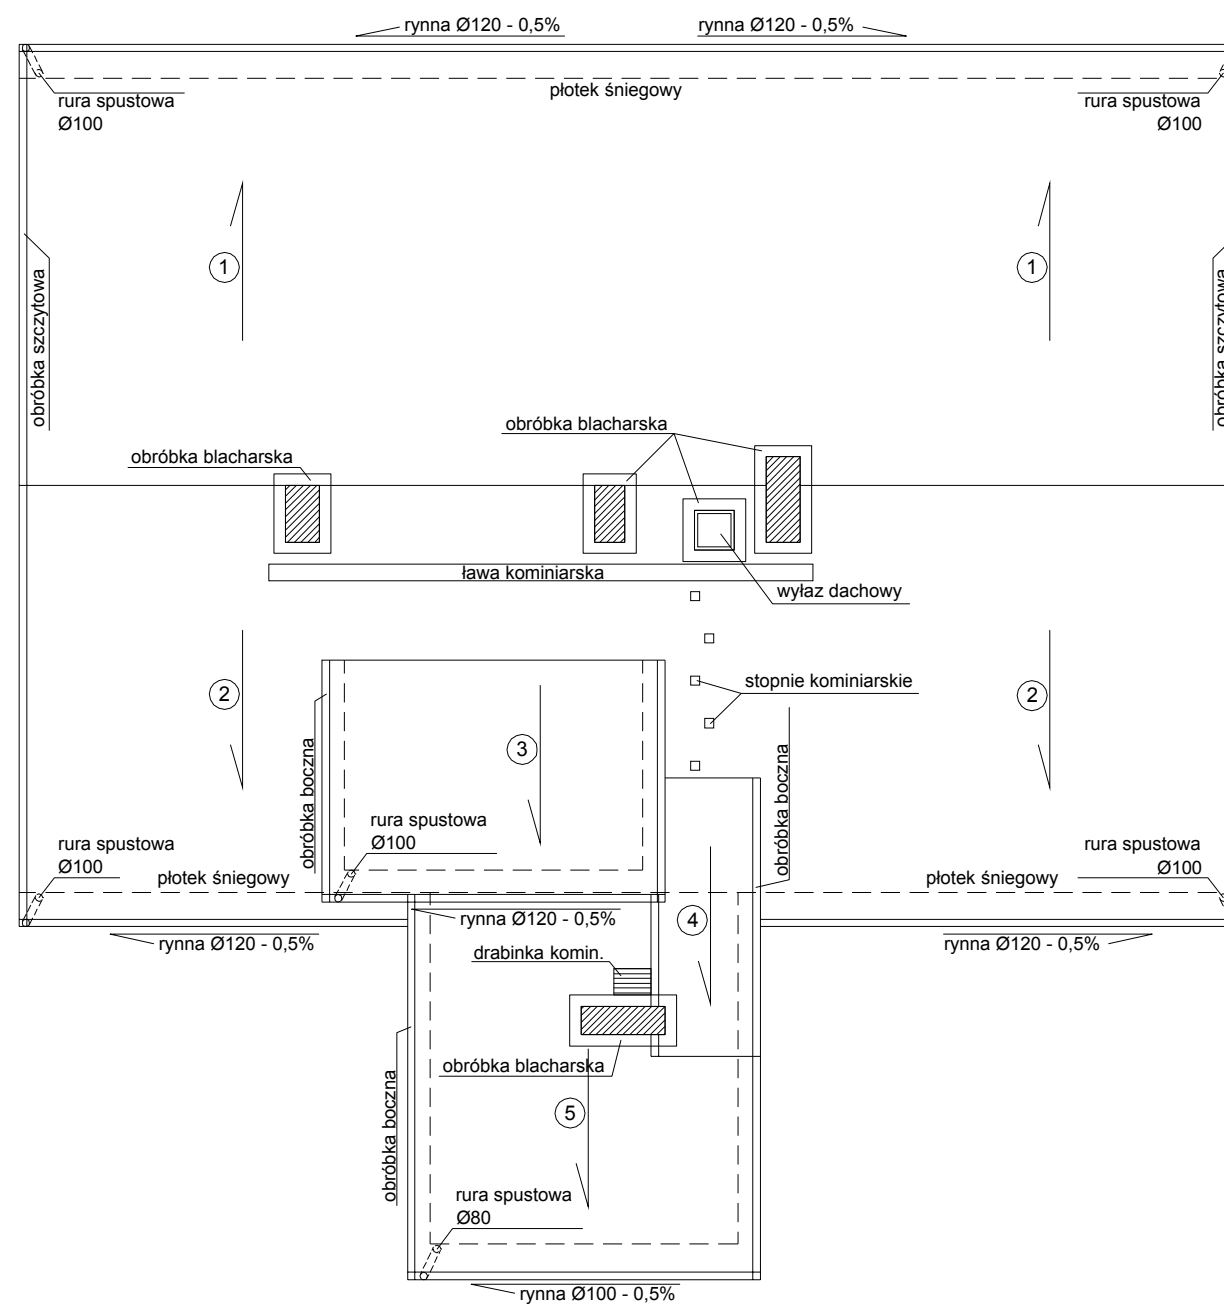 rynna Ø120 - 0,5%
rynna Ø120 - 0,5%
płotek śniegowy
rura spustowa
Ø100
rura spustowa
Ø100
1
1
obróbka szczytowa
obróbka szczytowa
obróbka blacharska
obróbka blacharska
ława kominiarska
wyłaz dachowy
stopnie kominiarskie
2
2
3
obróbka boczna
obróbka boczna
rura spustowa
Ø100
rura spustowa
Ø100
rura spustowa
Ø100
płotek śniegowy
płotek śniegowy
4
rynna Ø120 - 0,5%
rynna Ø120 - 0,5%
rynna Ø120 - 0,5%
drabinka komin.
obróbka blacharska
obróbka boczna
5
rura spustowa
Ø80
rynna Ø100 - 0,5%